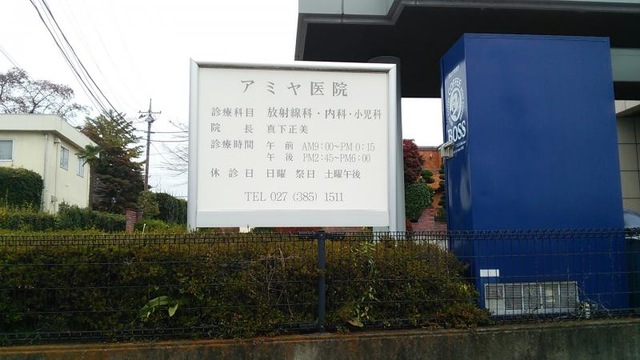 アミヤ医院
診療科目 放射線科・内科・小児科
院長 真下正美
診療時間 午前 AM9:00~PM0:15
午後 PM2:45~PM6:00
休診日 日曜 祭日 土曜午後
TEL 027 (385) 1511
BOSS